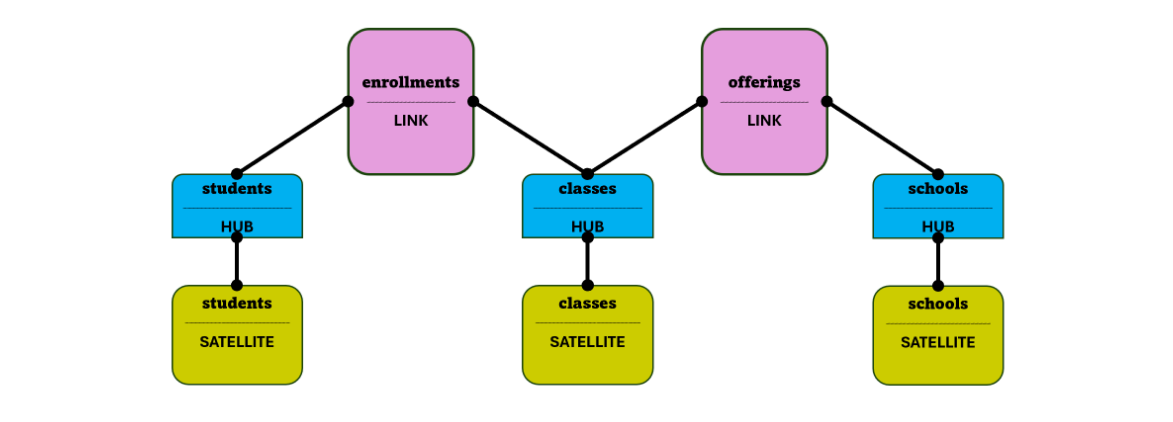 enrollments
LINK
offerings
LINK
students
HUB
classes
HUB
schools
HUB
students
SATELLITE
classes
SATELLITE
schools
SATELLITE